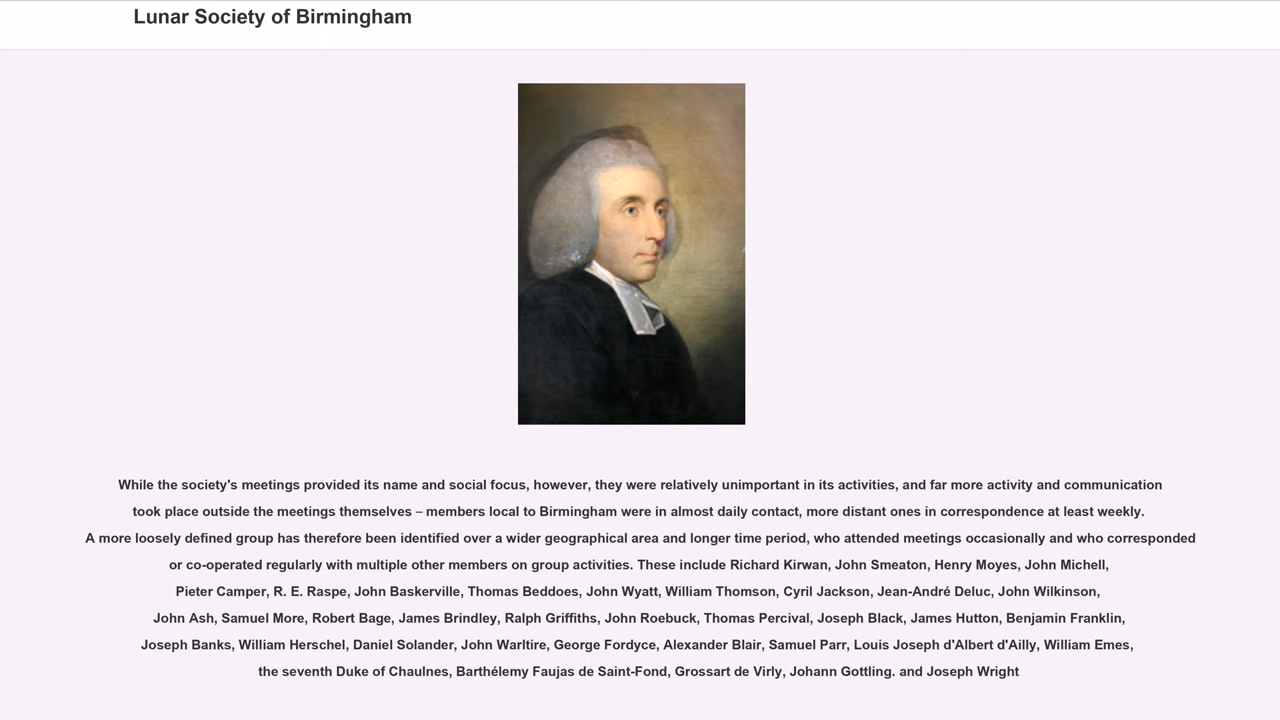 Lunar Society of Birmingham
While the society's meetings provided its name and social focus, however, they were relatively unimportant in its activities, and far more activity and communication
took place outside the meetings themselves – members local to Birmingham were in almost daily contact, more distant ones in correspondence at least weekly.
A more loosely defined group has therefore been identified over a wider geographical area and longer time period, who attended meetings occasionally and who corresponded
or co-operated regularly with multiple other members on group activities. These include Richard Kirwan, John Smeaton, Henry Moyes, John Michell,
Pieter Camper, R. E. Raspe, John Baskerville, Thomas Beddoes, John Wyatt, William Thomson, Cyril Jackson, Jean-André Deluc, John Wilkinson,
John Ash, Samuel More, Robert Bage, James Brindley, Ralph Griffiths, John Roebuck, Thomas Percival, Joseph Black, James Hutton, Benjamin Franklin,
Joseph Banks, William Herschel, Daniel Solander, John Warltire, George Fordyce, Alexander Blair, Samuel Parr, Louis Joseph d'Albert d'Ailly, William Emes,
the seventh Duke of Chaulnes, Barthélemy Faujas de Saint-Fond, Grossart de Virly, Johann Gottling. and Joseph Wright